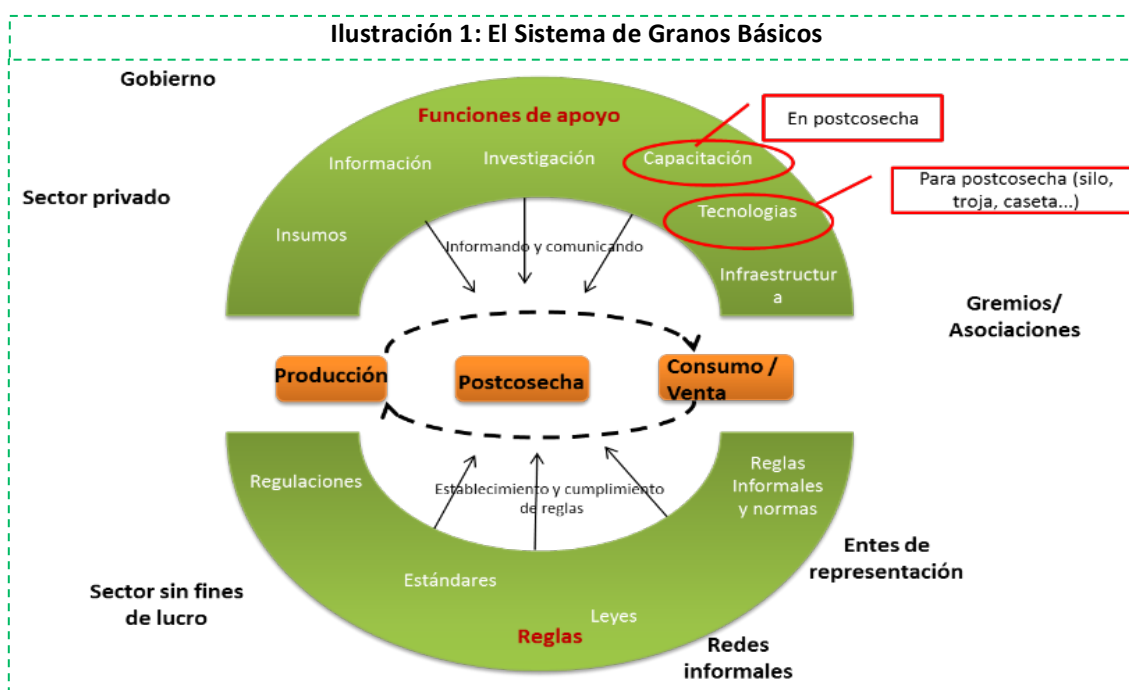 Ilustración 1: El Sistema de Granos Básicos
Gobierno
Funciones de apoyo
En postcosecha
Información
Investigación
Capacitación
Sector privado
Para postcosecha (silo,
troja, caseta...)
Tecnologias
Insumos
Informando y comunicando
Infraestructur
a
Gremios/
Asociaciones
Producción
Postcosecha
Consumo /
Venta
Regulaciones
Establecimiento y cumplimiento
de reglas
Reglas
Informales
y normas
Entes de
representación
Estándares
Sector sin fines
de lucro
Leyes
Reglas
Redes
informales